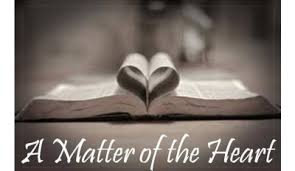 A Matter of the Heart